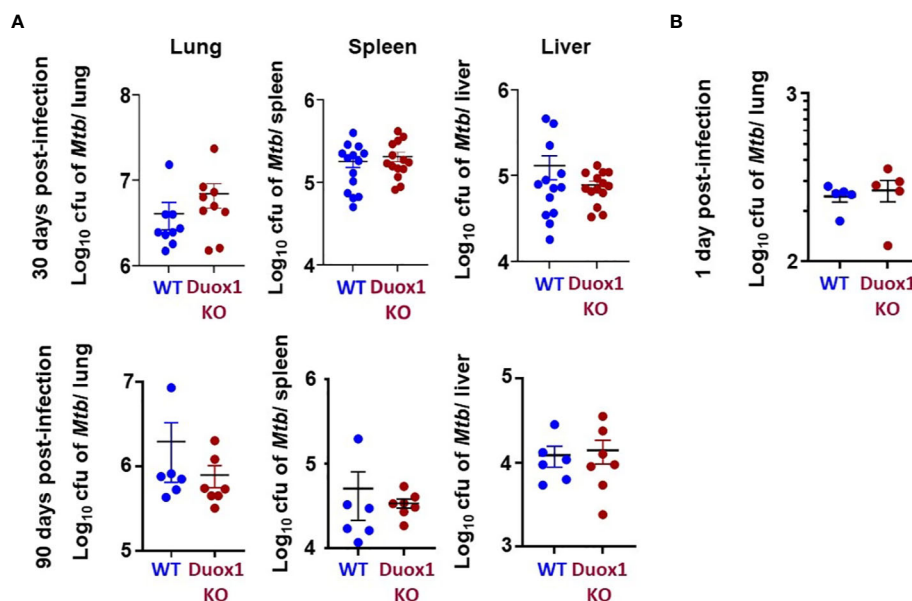 A
B
Lung
Spleen
Liver
30 days post-infection
Log10 cfu of Mtb/ lung
8
7
6
WT Duox1
KO
Log10 cfu of Mtb/ spleen
6
5
4
WT Duox1
KO
Log10 cfu of Mtb/ liver
6
5
4
WT Duox1
KO
1 day post-infection
Log10 cfu of Mtb/ lung
3
2
WT Duox1
KO
90 days post-infection
Log10 cfu of Mtb/ lung
7
6
5
WT Duox1
KO
Log10 cfu of Mtb/ spleen
6
5
4
WT Duox1
KO
Log10 cfu of Mtb/ liver
5
4
3
WT Duox1
KO